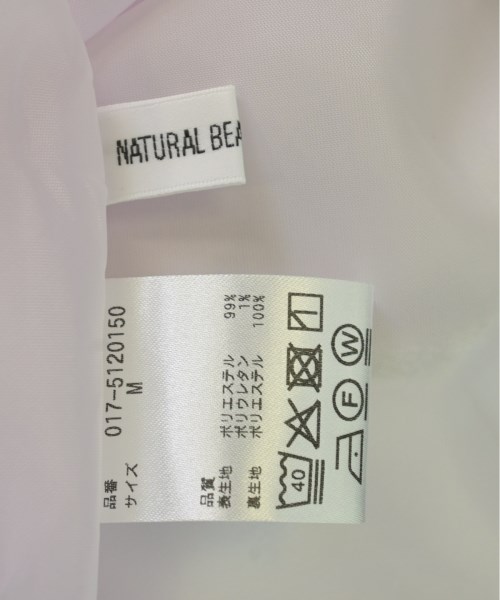 NATURAL BEA
品番 017-5120150
サイズ M
品質
表生地 ポリエステル 99%
ポリウレタン 1%
裏生地 ポリエステル 100%
40
F
W